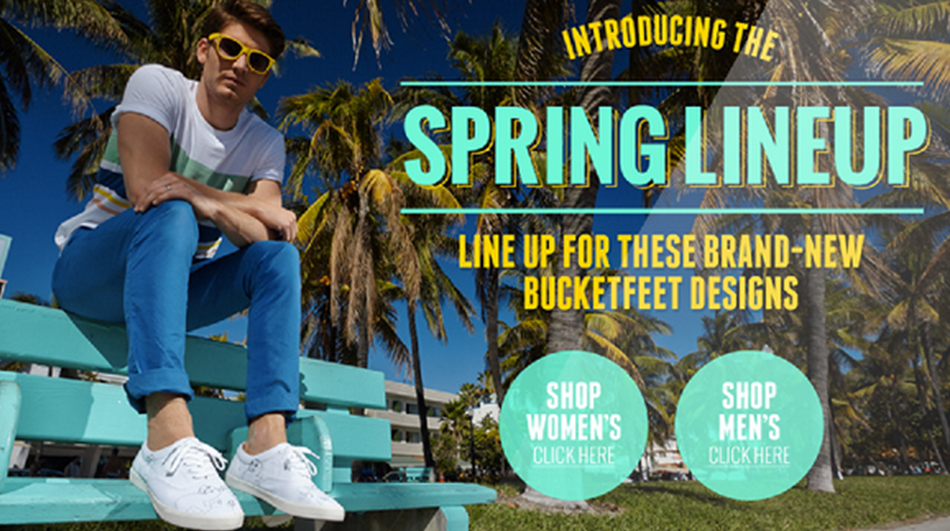 INTRODUCING THE
SPRING LINEUP
LINE UP FOR THESE BRAND-NEW
BUCKETFEET DESIGNS
SHOP
WOMEN'S
CLICK HERE
SHOP
MEN'S
CLICK HERE